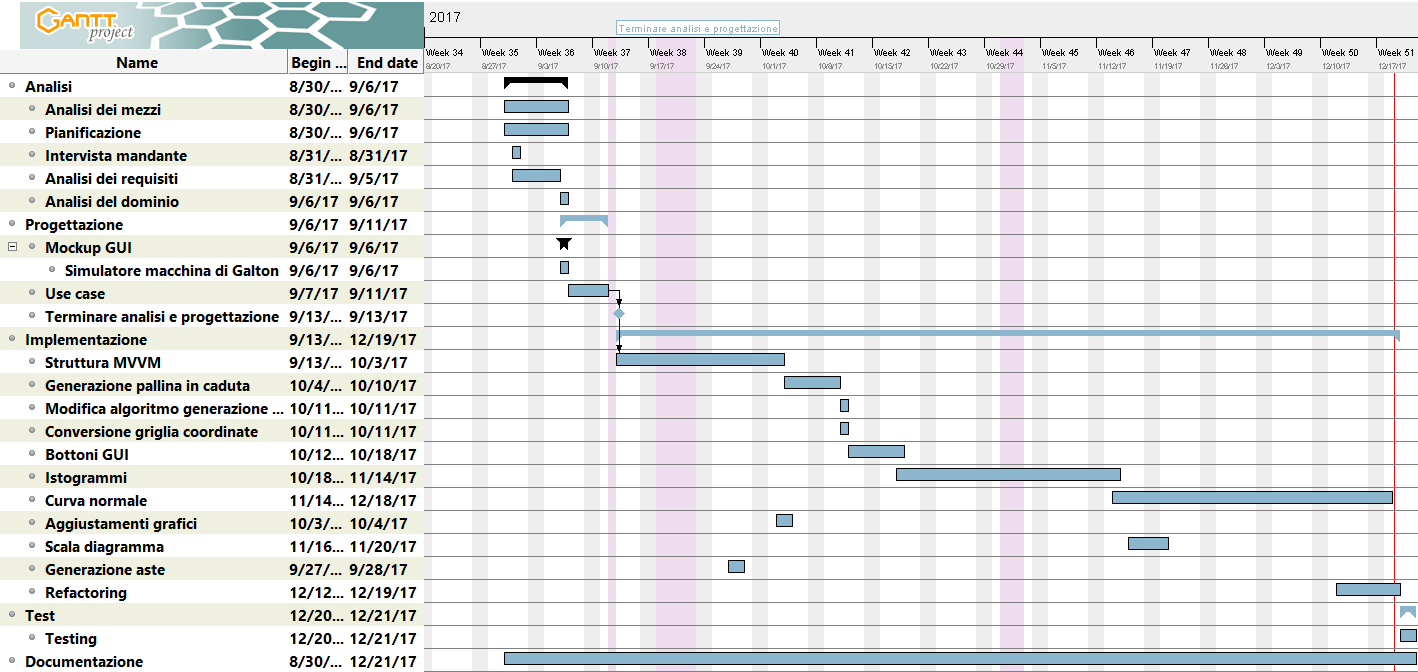 GANTT
project
2017
Terminare analisi e progettazione
Week 34 Week 35 Week 36 Week 37 Week 38 Week 39 Week 40 Week 41 Week 42 Week 43 Week 44 Week 45 Week 46 Week 47 Week 48 Week 49 Week 50 Week 51
8/20/17 8/27/17 9/3/17 9/10/17 9/17/17 9/24/17 10/1/17 10/8/17 10/15/17 10/22/17 10/29/17 11/5/17 11/12/17 11/19/17 11/26/17 12/3/17 12/10/17 12/17/17
Name Begin ... End date
Analisi 8/30/... 9/6/17
Analisi dei mezzi 8/30/... 9/6/17
Pianificazione 8/30/... 9/6/17
Intervista mandante 8/31/... 8/31/17
Analisi dei requisiti 8/31/... 9/5/17
Analisi del dominio 9/6/17 9/6/17
Progettazione 9/6/17 9/11/17
Mockup GUI 9/6/17 9/6/17
Simulatore macchina di Galton 9/6/17 9/6/17
Use case 9/7/17 9/11/17
Terminare analisi e progettazione 9/13/... 9/13/17
Implementazione 9/13/... 12/19/17
Struttura MVVM 9/13/... 10/3/17
Generazione pallina in caduta 10/4/... 10/10/17
Modifica algoritmo generazione ... 10/11... 10/11/17
Conversione griglia coordinate 10/11... 10/11/17
Bottoni GUI 10/12... 10/18/17
Istogrammi 10/18... 11/14/17
Curva normale 11/14... 12/18/17
Aggiustamenti grafici 10/3/... 10/4/17
Scala diagramma 11/16... 11/20/17
Generazione aste 9/27/... 9/28/17
Refactoring 12/12... 12/19/17
Test 12/20... 12/21/17
Testing 12/20... 12/21/17
Documentazione 8/30/... 12/21/17